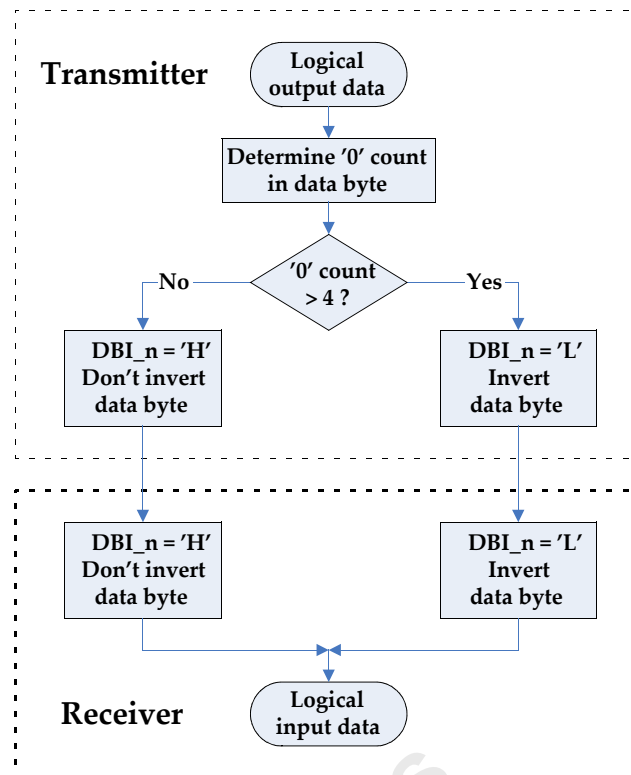 Transmitter
Logical
output data
Determine '0' count
in data byte
'0' count
> 4 ?
No
Yes
DBI_n = 'H'
Don't invert
data byte
DBI_n = 'L'
Invert
data byte
DBI_n = 'H'
Don't invert
data byte
DBI_n = 'L'
Invert
data byte
Receiver
Logical
input data